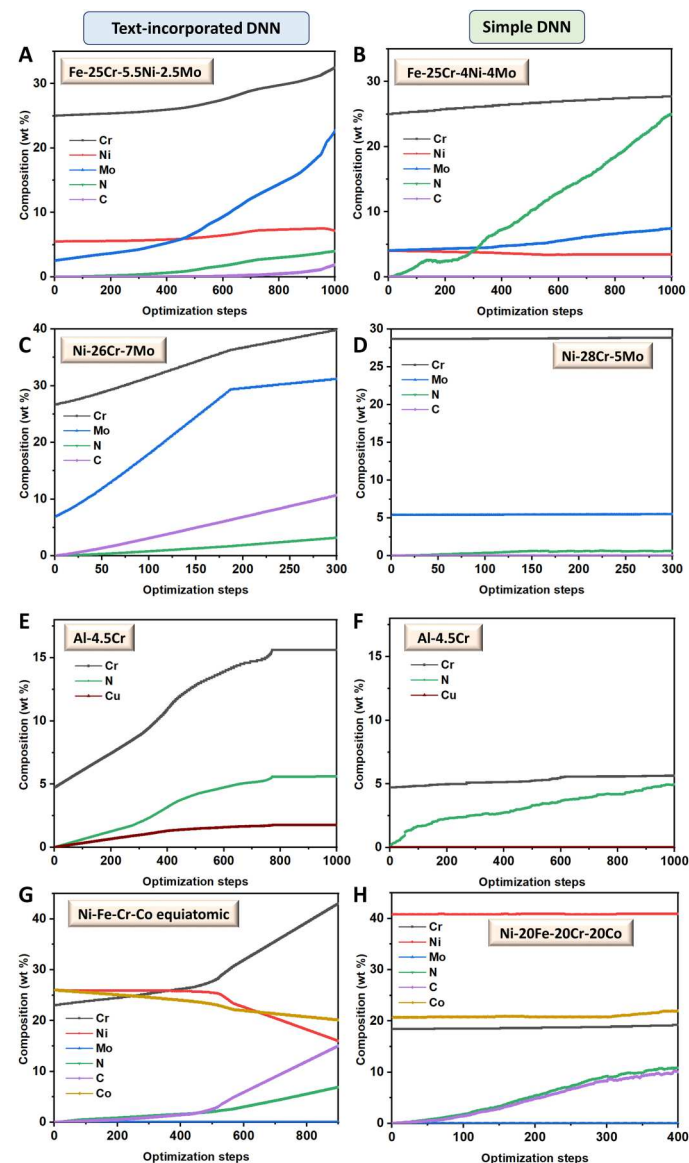 Text-incorporated DNN
Simple DNN
A
Fe-25Cr-5.5Ni-2.5Mo
Composition (wt %)
30
20
10
0
Cr
Ni
Mo
N
C
0 200 400 600 800 1000
Optimization steps
B
Fe-25Cr-4Ni-4Mo
Composition (wt %)
30
20
10
0
Cr
Ni
Mo
N
C
0 200 400 600 800 1000
Optimization steps
C
Ni-26Cr-7Mo
Composition (wt %)
40
30
20
10
0
Cr
Mo
N
C
0 50 100 150 200 250 300
Optimization steps
D
Ni-28Cr-5Mo
Composition (wt %)
30
25
20
15
10
5
0
Cr
Mo
N
C
0 50 100 150 200 250 300
Optimization steps
E
Al-4.5Cr
Composition (wt %)
15
10
5
0
Cr
N
Cu
0 200 400 600 800 1000
Optimization steps
F
Al-4.5Cr
Composition (wt %)
15
10
5
0
Cr
N
Cu
0 200 400 600 800 1000
Optimization steps
G
Ni-Fe-Cr-Co equiatomic
Composition (wt %)
40
30
20
10
0
Cr
Ni
Mo
N
C
Co
0 200 400 600 800
Optimization steps
H
Ni-20Fe-20Cr-20Co
Composition (wt %)
40
30
20
10
0
Cr
Ni
Mo
N
C
Co
0 100 200 300 400
Optimization steps